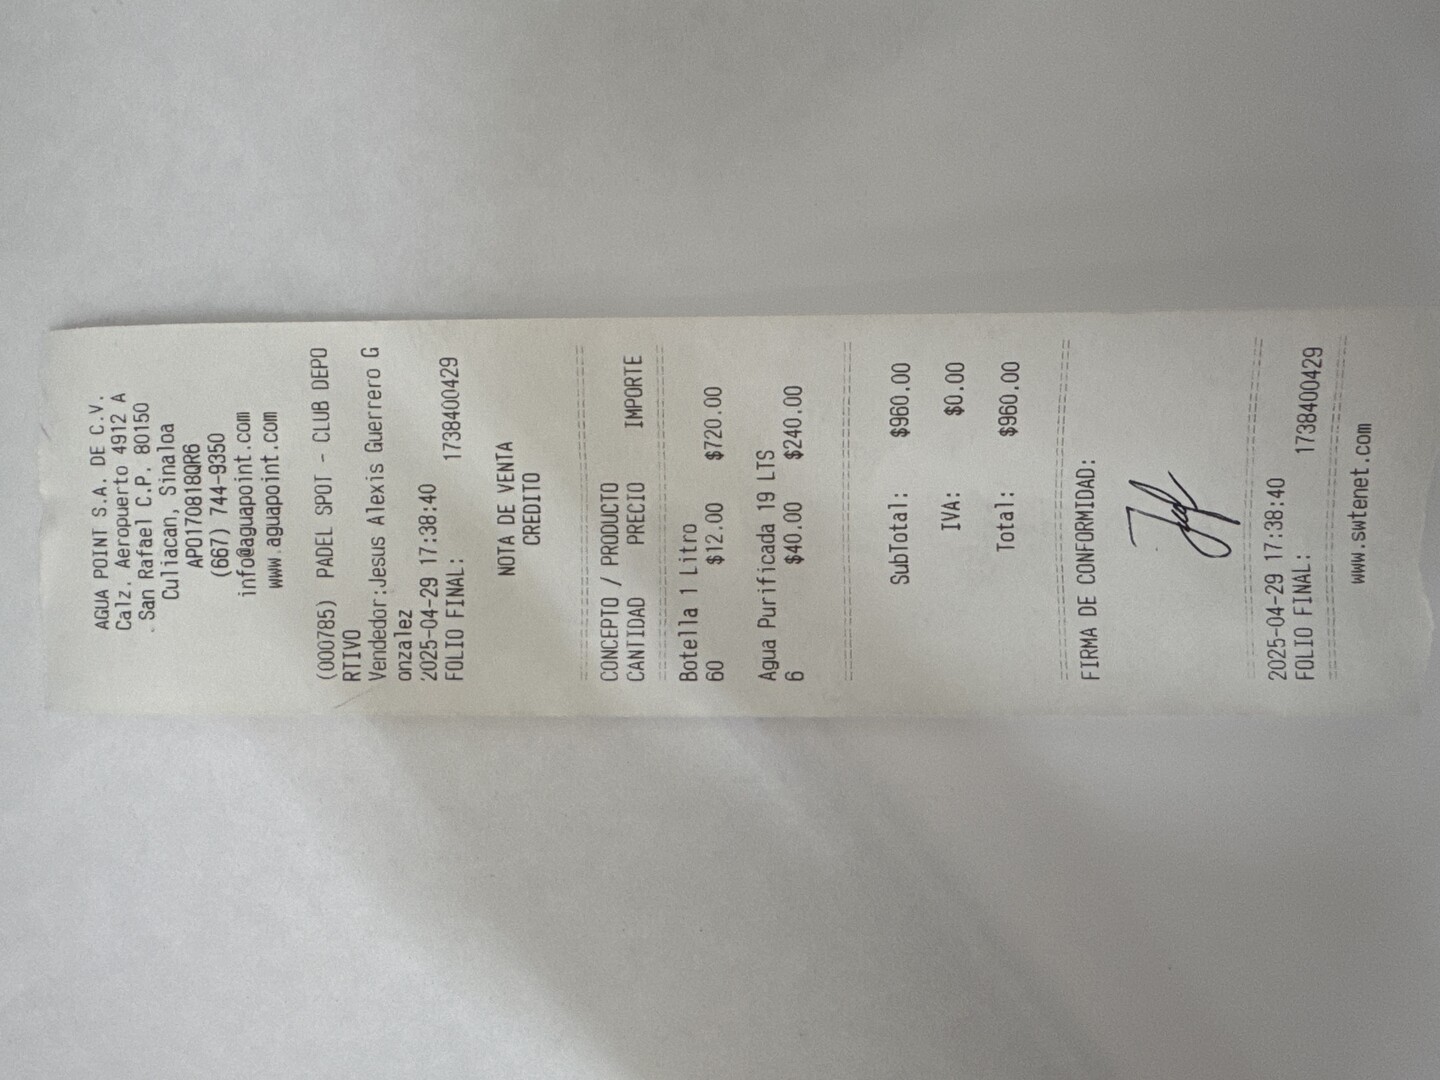 AGUA POINT S.A. DE C.V.
Calz. Aeropuerto 4912 A
San Rafael C.P. 80150
Culiacan, Sinaloa
APO170818QR6
(667) 744-9350
info@aguapoint.com
www.aguapoint.com
(000785) PADEL SPOT - CLUB DEPO
RTIVO
Vendedor:Jesus Alexis Guerrero G
onzalez
2025-04-29 17:38:40
FOLIO FINAL: 1738400429
NOTA DE VENTA
CREDITO
================================
CONCEPTO / PRODUCTO
CANTIDAD PRECIO IMPORTE
================================
Botella 1 Litro
60 $12.00 $720.00
Agua Purificada 19 LTS
6 $40.00 $240.00
================================
SubTotal: $960.00
IVA: $0.00
Total: $960.00
================================
FIRMA DE CONFORMIDAD:
================================
2025-04-29 17:38:40
FOLIO FINAL: 1738400429
================================
www.swtenet.com